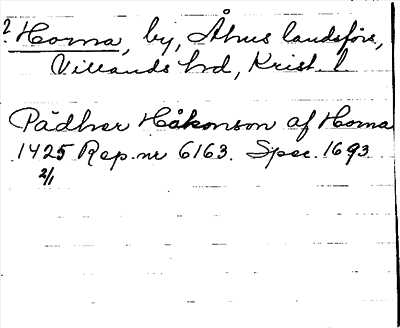 ? Horna, by, Åhus landsförs,
Villands hd, Krist. l
Pädher Håkonson af Horna
1425 Rep. nr 6163. Spec. 1693
2/1